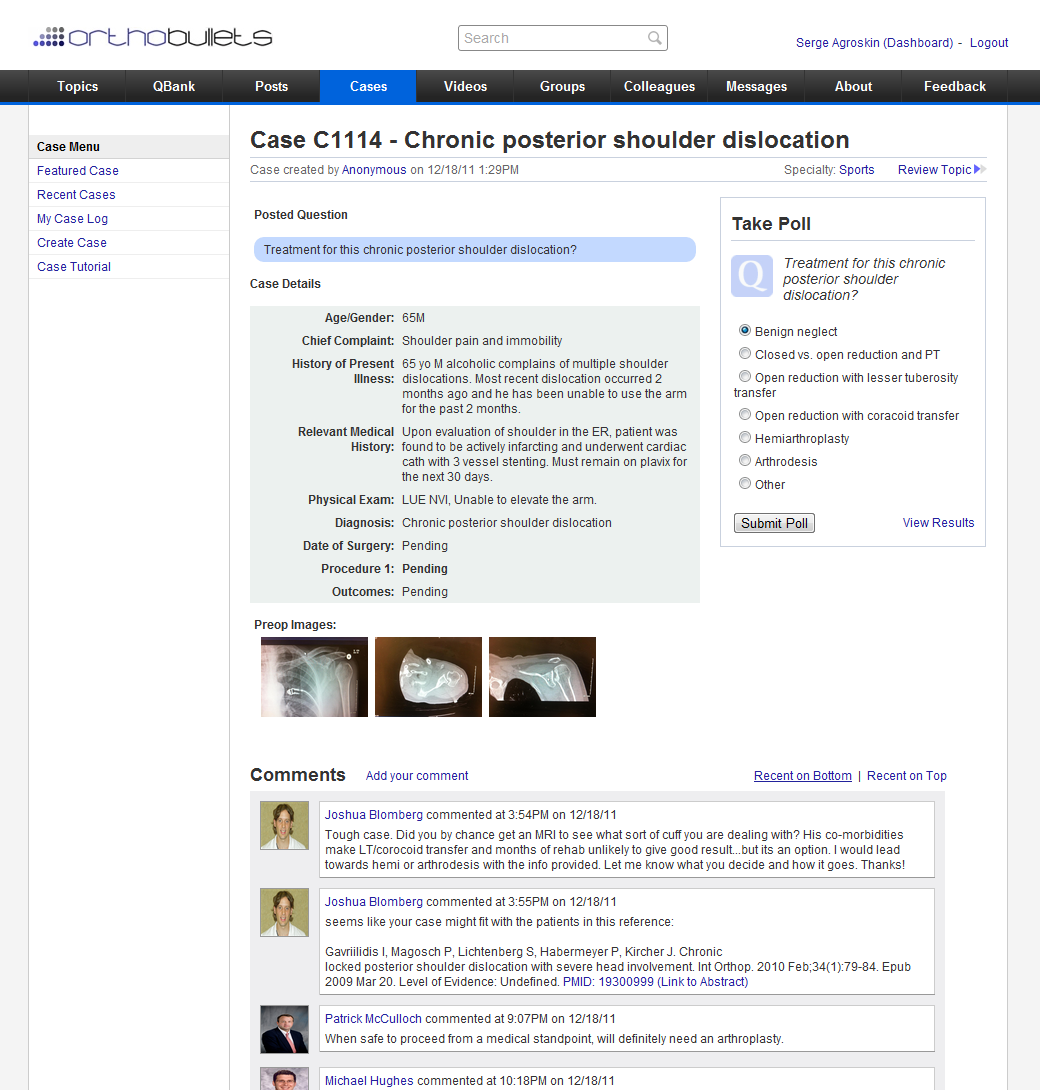 orthobullets
Search
Serge Agroskin (Dashboard) - Logout
Topics QBank Posts Cases Videos Groups Colleagues Messages About Feedback
Case Menu
Featured Case
Recent Cases
My Case Log
Create Case
Case Tutorial
Case C1114 - Chronic posterior shoulder dislocation
Case created by Anonymous on 12/18/11 1:29PM
Specialty: Sports Review Topic
Posted Question
Treatment for this chronic posterior shoulder dislocation?
Case Details
Age/Gender: 65M
Chief Complaint: Shoulder pain and immobility
History of Present Illness: 65 yo M alcoholic complains of multiple shoulder
dislocations. Most recent dislocation occurred 2
months ago and he has been unable to use the arm
for the past 2 months.
Relevant Medical History: Upon evaluation of shoulder in the ER, patient was
found to be actively infarcting and underwent cardiac
cath with 3 vessel stenting. Must remain on plavix for
the next 30 days.
Physical Exam: LUE NVI, Unable to elevate the arm.
Diagnosis: Chronic posterior shoulder dislocation
Date of Surgery: Pending
Procedure 1: Pending
Outcomes: Pending
Preop Images:
Take Poll
Q
Treatment for this chronic
posterior shoulder
dislocation?
Benign neglect
Closed vs. open reduction and PT
Open reduction with lesser tuberosity
transfer
Open reduction with coracoid transfer
Hemiarthroplasty
Arthrodesis
Other
Submit Poll View Results
Comments Add your comment
Recent on Bottom | Recent on Top
Joshua Blomberg commented at 3:54PM on 12/18/11
Tough case. Did you by chance get an MRI to see what sort of cuff you are dealing with? His co-morbidities
make LT/corocoid transfer and months of rehab unlikely to give good result...but its an option. I would lead
towards hemi or arthrodesis with the info provided. Let me know what you decide and how it goes. Thanks!
Joshua Blomberg commented at 3:55PM on 12/18/11
seems like your case might fit with the patients in this reference:
Gavriilidis I, Magosch P, Lichtenberg S, Habermeyer P, Kircher J. Chronic
locked posterior shoulder dislocation with severe head involvement. Int Orthop. 2010 Feb;34(1):79-84. Epub
2009 Mar 20. Level of Evidence: Undefined. PMID: 19300999 (Link to Abstract)
Patrick McCulloch commented at 9:07PM on 12/18/11
When safe to proceed from a medical standpoint, will definitely need an arthroplasty.
Michael Hughes commented at 10:18PM on 12/18/11